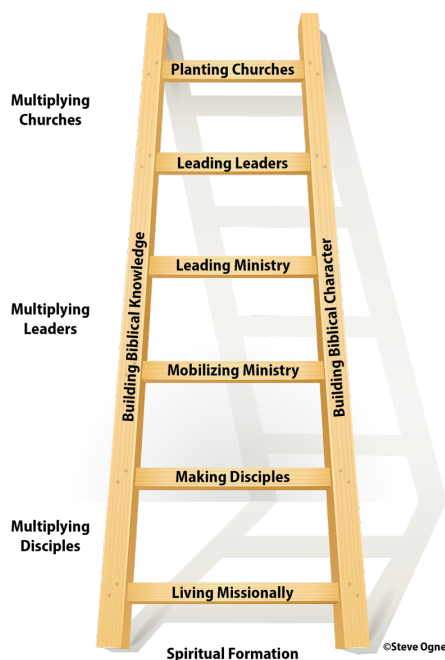 Planting Churches
Multiplying
Churches
Leading Leaders
Building Biblical Knowledge
Building Biblical Character
Leading Ministry
Multiplying
Leaders
Mobilizing Ministry
Making Disciples
Multiplying
Disciples
Living Missionally
Spiritual Formation
©Steve Ogne